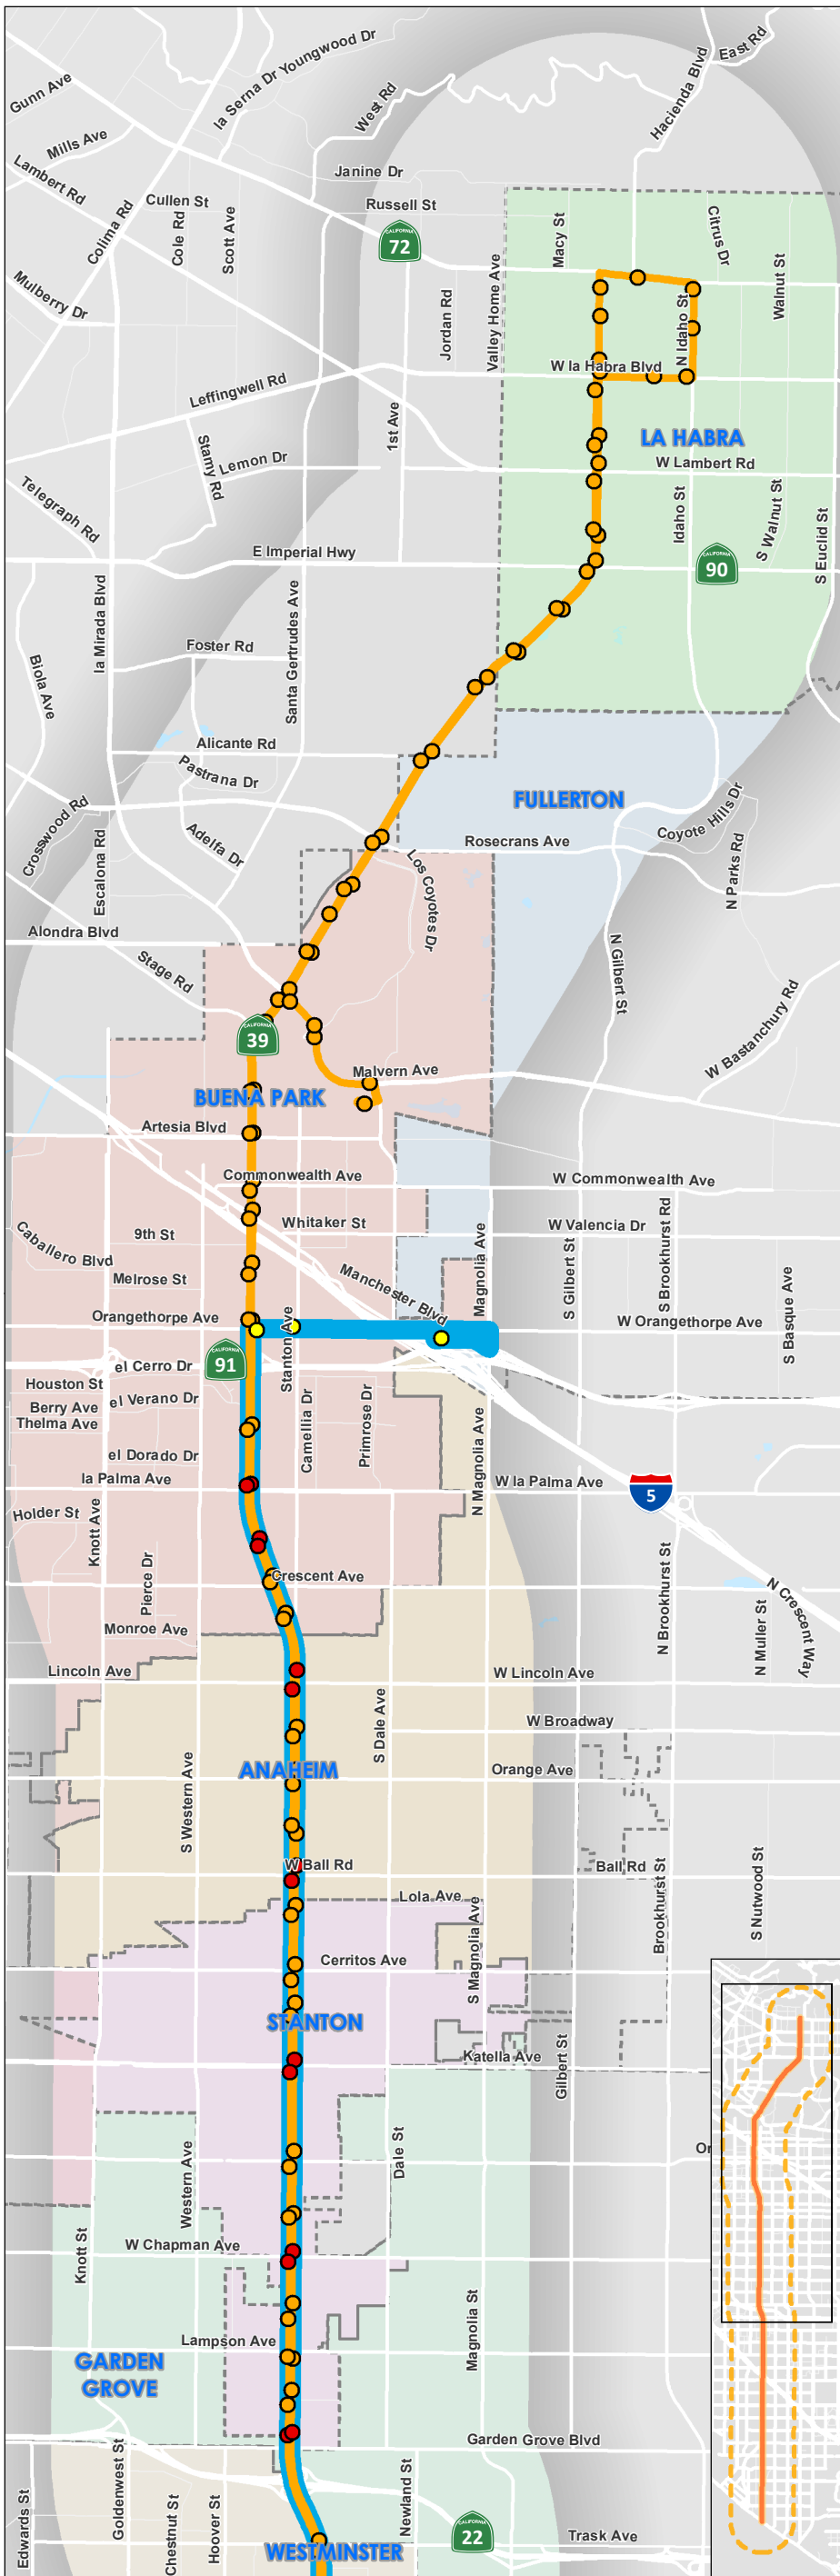 East Rd
Youngwood Dr
la Serna Dr
Hacienda Blvd
Gunn Ave
West Rd
Mills Ave
Lambert Rd
Janine Dr
Cullen St
Russell St
Colima Rd
Cole Rd
Scott Ave
Macy St
Citrus Dr
CALIFORNIA
72
Walnut St
Mulberry Dr
Jordan Rd
Valley Home Ave
N Idaho St
W la Habra Blvd
Leffingwell Rd
1st Ave
LA HABRA
Stamy Rd
Lemon Dr
W Lambert Rd
Telegraph Rd
Idaho St
S Walnut St
S Euclid St
E Imperial Hwy
CALIFORNIA
90
la Mirada Blvd
Santa Gertrudes Ave
Foster Rd
Biola Ave
Alicante Rd
Pastrana Dr
FULLERTON
Crosswood Rd
Adelfa Dr
Rosecrans Ave
Coyote Hills Dr
Escalona Rd
Los Coyotes Dr
N Parks Rd
Alondra Blvd
Stage Rd
N Gilbert St
W Bastanchury Rd
CALIFORNIA
39
Malvern Ave
BUENA PARK
Artesia Blvd
Commonwealth Ave
W Commonwealth Ave
Whitaker St
W Valencia Dr
9th St
Caballero Blvd
Melrose St
Manchester Blvd
Magnolia Ave
S Gilbert St
S Brookhurst Rd
S Basque Ave
Orangethorpe Ave
W Orangethorpe Ave
Stanton Ave
91
el Cerro Dr
Houston St
el Verano Dr
Berry Ave
Thelma Ave
Camellia Dr
Primrose Dr
N Magnolia Ave
el Dorado Dr
la Palma Ave
W la Palma Ave
5
Holder St
Knott Ave
Pierce Dr
Crescent Ave
N Brookhurst St
N Muller St
N Crescent Way
Monroe Ave
Lincoln Ave
W Lincoln Ave
S Dale Ave
W Broadway
S Western Ave
ANAHEIM
Orange Ave
W Ball Rd
Ball Rd
Brookhurst St
S Nutwood St
Lola Ave
S Magnolia Ave
Cerritos Ave
STANTON
Katella Ave
Gilbert St
Dale St
Or
Western Ave
Knott St
W Chapman Ave
Magnolia St
Lampson Ave
GARDEN
GROVE
Garden Grove Blvd
Goldenwest St
Edwards St
Chestnut St
Hoover St
Newland St
CALIFORNIA
22
Trask Ave
WESTMINSTER